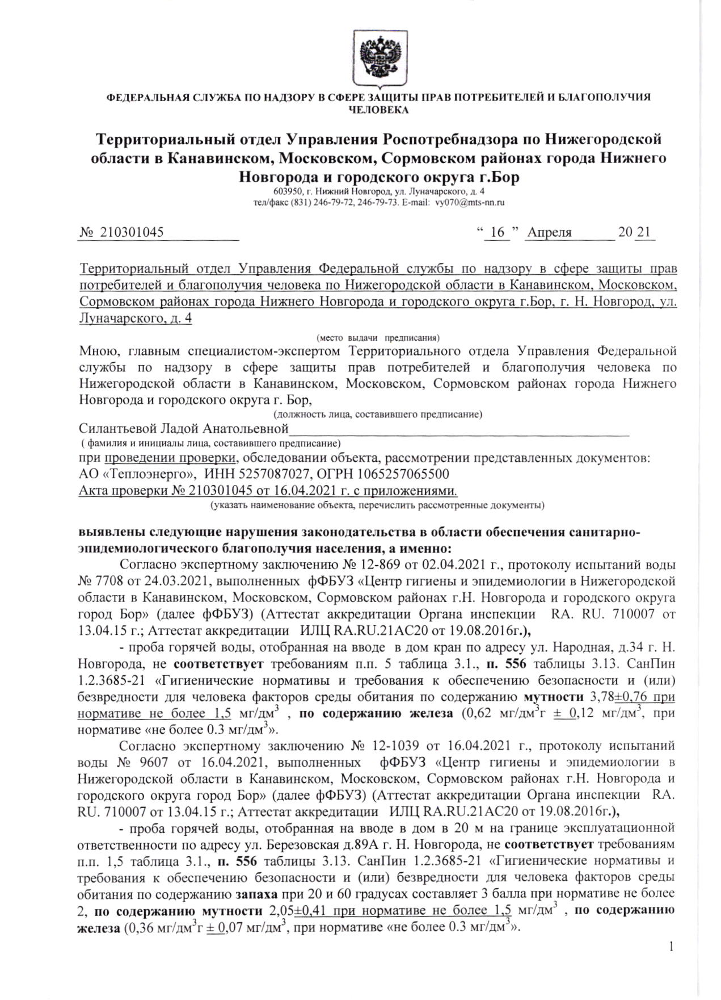 ФЕДЕРАЛЬНАЯ СЛУЖБА ПО НАДЗОРУ В СФЕРЕ ЗАЩИТЫ ПРАВ ПОТРЕБИТЕЛЕЙ И БЛАГОПОЛУЧИЯ
ЧЕЛОВЕКА
Территориальный отдел Управления Роспотребнадзора по Нижегородской
области в Канавинском, Московском, Сормовском районах города Нижнего
Новгорода и городского округа г.Бор
603950, г. Нижний Новгород, ул. Луначарского, д. 4
тел/факс (831) 246-79-72, 246-79-73. E-mail: vy070@mts-nn.ru
№ 210301045 “ 16 ” Апреля 20 21
Территориальный отдел Управления Федеральной службы по надзору в сфере защиты прав
потребителей и благополучия человека по Нижегородской области в Канавинском, Московском,
Сормовском районах города Нижнего Новгорода и городского округа г.Бор, г. Н. Новгород, ул.
Луначарского, д. 4
(место выдачи предписания)
Мною, главным специалистом-экспертом Территориального отдела Управления Федеральной
службы по надзору в сфере защиты прав потребителей и благополучия человека по
Нижегородской области в Канавинском, Московском, Сормовском районах города Нижнего
Новгорода и городского округа г. Бор,
(должность лица, составившего предписание)
Силантьевой Ладой Анатольевной
( фамилия и инициалы лица, составившего предписание)
при проведении проверки, обследовании объекта, рассмотрении представленных документов:
АО «Теплоэнерго», ИНН 5257087027, ОГРН 1065257065500
Акта проверки № 210301045 от 16.04.2021 г. с приложениями.
(указать наименование объекта, перечислить рассмотренные документы)
выявлены следующие нарушения законодательства в области обеспечения санитарно-
эпидемиологического благополучия населения, а именно:
Согласно экспертному заключению № 12-869 от 02.04.2021 г., протоколу испытаний воды
№ 7708 от 24.03.2021, выполненных фФБУЗ «Центр гигиены и эпидемиологии в Нижегородской
области в Канавинском, Московском, Сормовском районах г.Н. Новгорода и городского округа
город Бор» (далее фФБУЗ) (Аттестат аккредитации Органа инспекции RA. RU. 710007 от
13.04.15 г.; Аттестат аккредитации ИЛЦ RA.RU.21АС20 от 19.08.2016г.),
- проба горячей воды, отобранная на вводе в дом кран по адресу ул. Народная, д.34 г. Н.
Новгорода, не соответствует требованиям п.п. 5 таблица 3.1., п. 556 таблицы 3.13. СанПин
1.2.3685-21 «Гигиенические нормативы и требования к обеспечению безопасности и (или)
безвредности для человека факторов среды обитания по содержанию мутности 3,78±0,76 при
нормативе не более 1,5 мг/дм³ , по содержанию железа (0,62 мг/дм³г ± 0,12 мг/дм³, при
нормативе «не более 0.3 мг/дм³».
Согласно экспертному заключению № 12-1039 от 16.04.2021 г., протоколу испытаний
воды № 9607 от 16.04.2021, выполненных фФБУЗ «Центр гигиены и эпидемиологии в
Нижегородской области в Канавинском, Московском, Сормовском районах г.Н. Новгорода и
городского округа город Бор» (далее фФБУЗ) (Аттестат аккредитации Органа инспекции RA.
RU. 710007 от 13.04.15 г.; Аттестат аккредитации ИЛЦ RA.RU.21АС20 от 19.08.2016г.),
- проба горячей воды, отобранная на вводе в дом в 20 м на границе эксплуатационной
ответственности по адресу ул. Березовская д.89А г. Н. Новгорода, не соответствует требованиям
п.п. 1,5 таблица 3.1., п. 556 таблицы 3.13. СанПин 1.2.3685-21 «Гигиенические нормативы и
требования к обеспечению безопасности и (или) безвредности для человека факторов среды
обитания по содержанию запаха при 20 и 60 градусах составляет 3 балла при нормативе не более
2, по содержанию мутности 2,05±0,41 при нормативе не более 1,5 мг/дм³ , по содержанию
железа (0,36 мг/дм³г ± 0,07 мг/дм³, при нормативе «не более 0.3 мг/дм³».
1